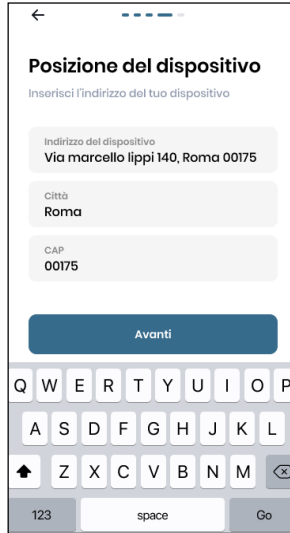 Posizione del dispositivo
Inserisci l'indirizzo del tuo dispositivo
Indirizzo del dispositivo
Via marcello lippi 140, Roma 00175
Città
Roma
CAP
00175
Avanti
Q W E R T Y U I O P
A S D F G H J K L
Z X C V B N M
123 space Go